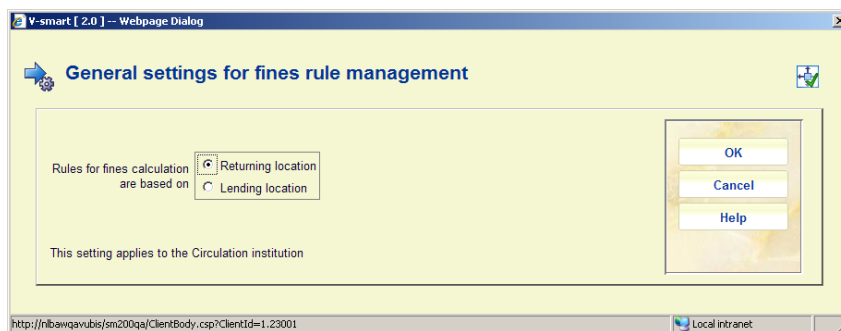 V-smart [ 2.0 ] -- Webpage Dialog
General settings for fines rule management
Rules for fines calculation
are based on
Returning location
Lending location
This setting applies to the Circulation institution
OK
Cancel
Help
http://nlbawqavubis/sm200qa/ClientBody.csp?ClientId=1.23001
Local intranet